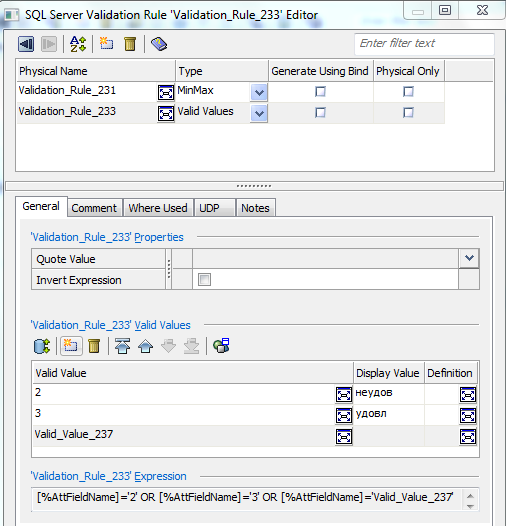 SQL Server Validation Rule 'Validation_Rule_233' Editor
Enter filter text
Physical Name Type Generate Using Bind Physical Only
Validation_Rule_231 MinMax
Validation_Rule_233 Valid Values
General Comment Where Used UDP Notes
'Validation_Rule_233' Properties
Quote Value
Invert Expression
'Validation_Rule_233' Valid Values
Valid Value Display Value Definition
2 неудов
3 удовл
Valid_Value_237
'Validation_Rule_233' Expression
[%AttFieldName]='2' OR [%AttFieldName]='3' OR [%AttFieldName]='Valid_Value_237'